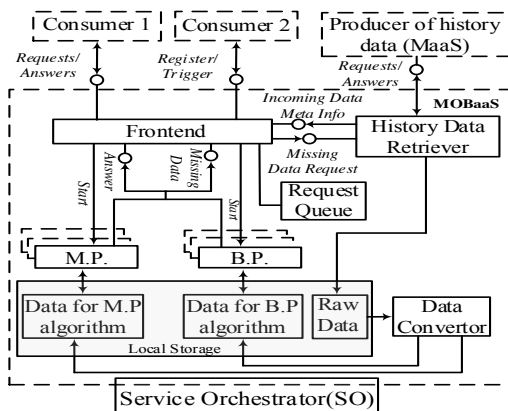 Consumer 1
Consumer 2
Producer of history
data (MaaS)
Requests/
Answers
Register/
Trigger
Requests/
Answers
Incoming Data
Meta Info
MOBaaS
Frontend
History Data
Retriever
Missing
Data Request
Start
Answer
Missing
Data
Start
Request
Queue
M.P.
B.P.
Data for M.P
algorithm
Data for B.P
algorithm
Raw
Data
Data
Convertor
Local Storage
Service Orchestrator(SO)